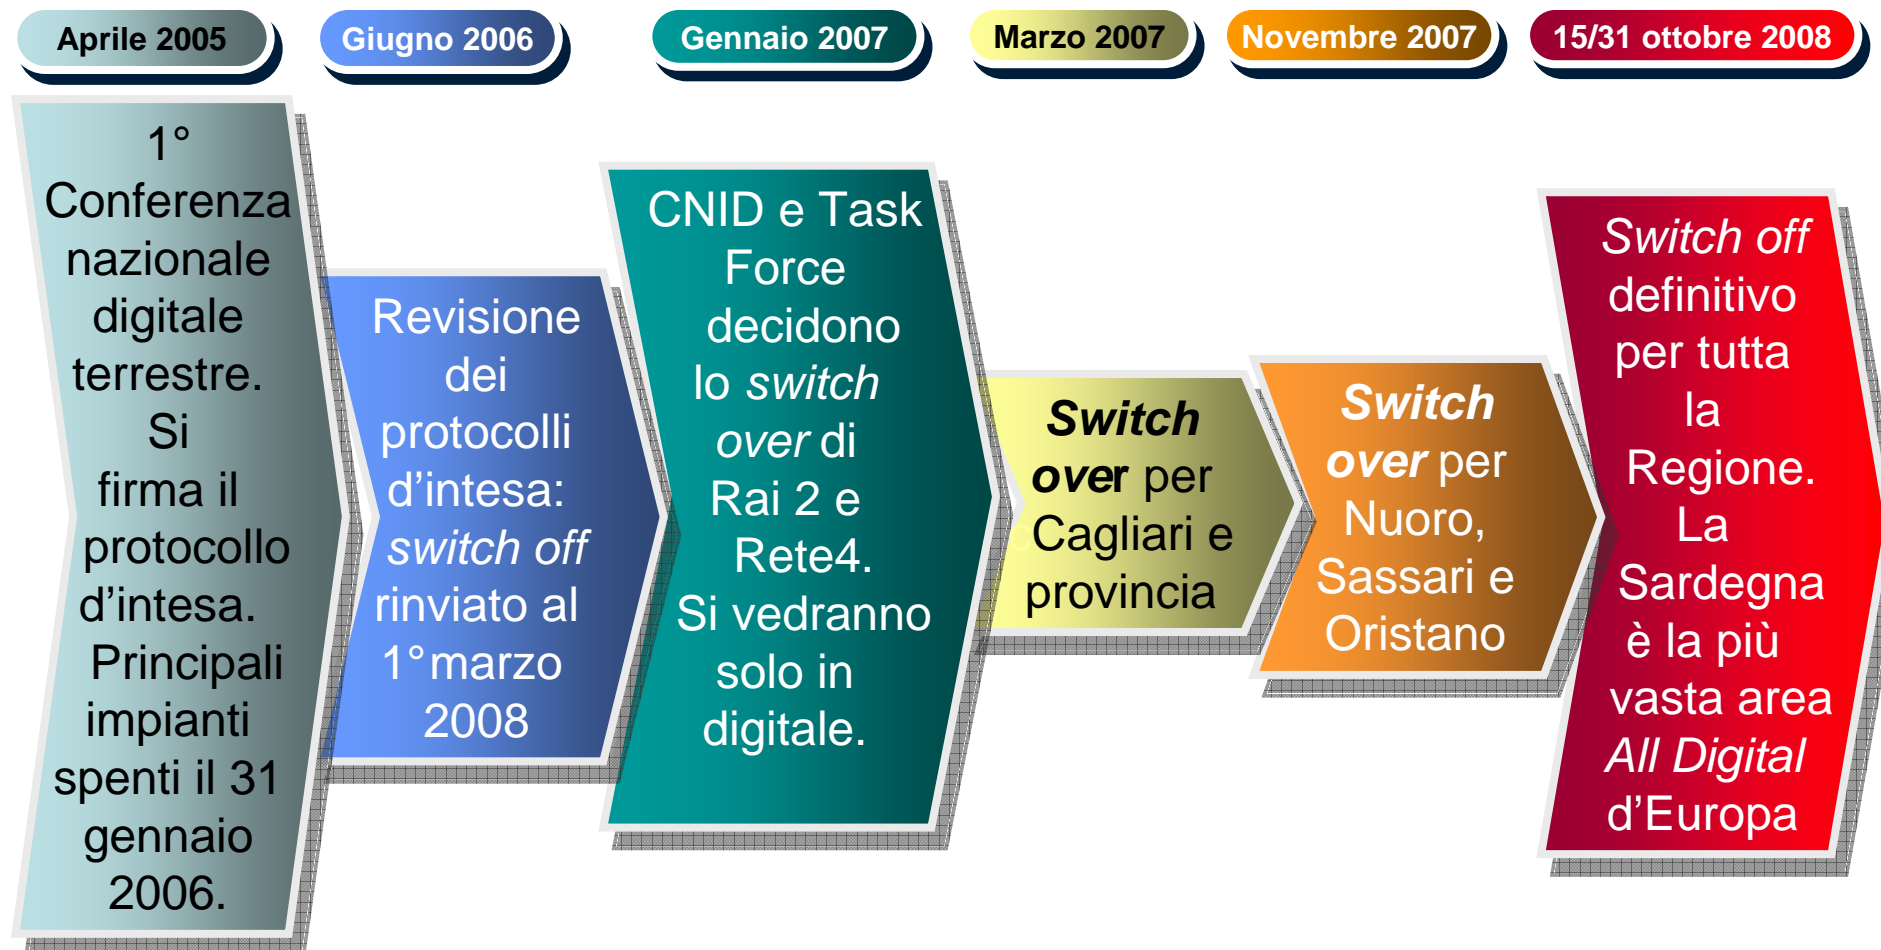 Aprile 2005
Giugno 2006
Gennaio 2007
Marzo 2007
Novembre 2007
15/31 ottobre 2008
1°
Conferenza
nazionale
digitale
terrestre.
Si
firma il
protocollo
d'intesa.
Principali
impianti
spenti il 31
gennaio
2006.
Revisione
dei
protocolli
d'intesa:
switch off
rinviato al
1° marzo
2008
CNID e Task
Force
decidono
lo switch
over di
Rai 2 e
Rete4.
Si vedranno
solo in
digitale.
Switch
over per
Cagliari e
provincia
Switch
over per
Nuoro,
Sassari e
Oristano
Switch off
definitivo
per tutta
la
Regione.
La
Sardegna
è la più
vasta area
All Digital
d'Europa